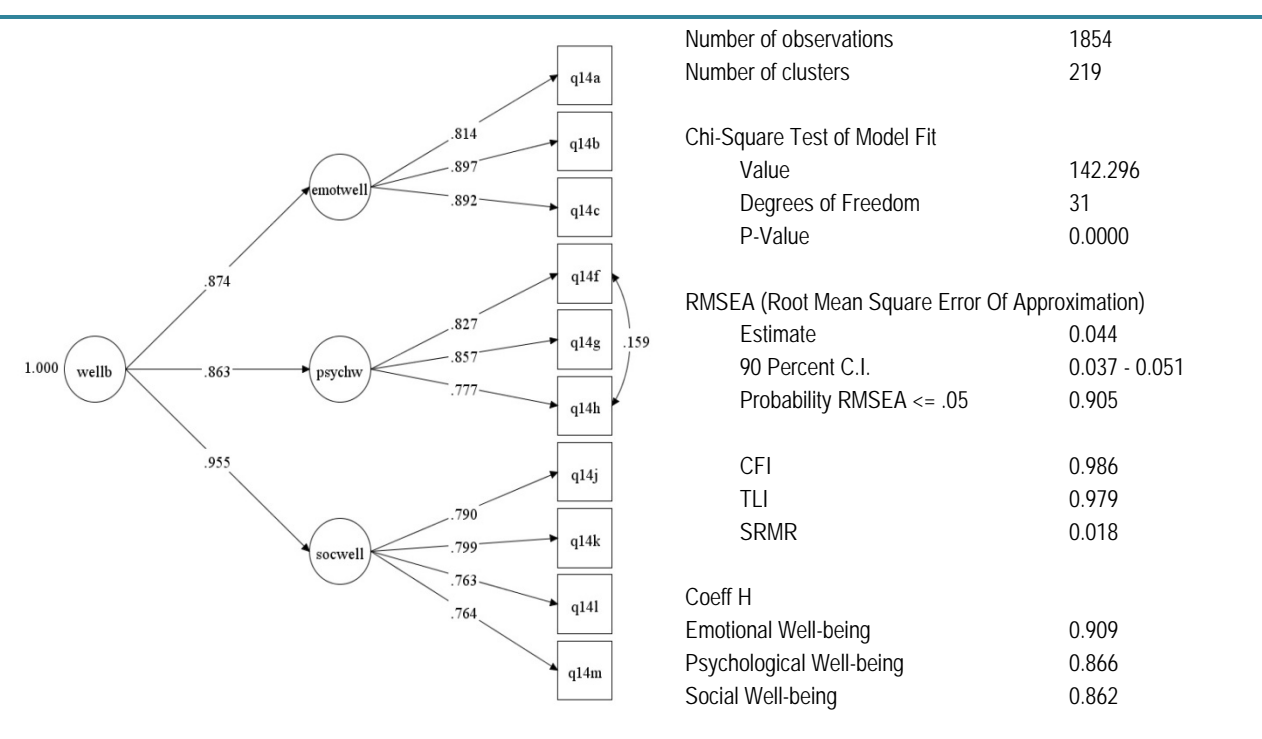 q14a
.814
q14b
.897
emotwell
.892
q14c
.874
q14f
.827
.857
q14g
.159
1.000
wellb
.863
psychw
.777
q14h
.955
q14j
.790
.799
q14k
socwell
.763
q14l
.764
q14m
Number of observations 1854
Number of clusters 219
Chi-Square Test of Model Fit
Value 142.296
Degrees of Freedom 31
P-Value 0.0000
RMSEA (Root Mean Square Error Of Approximation)
Estimate 0.044
90 Percent C.I. 0.037 - 0.051
Probability RMSEA <= .05 0.905
CFI 0.986
TLI 0.979
SRMR 0.018
Coeff H
Emotional Well-being 0.909
Psychological Well-being 0.866
Social Well-being 0.862